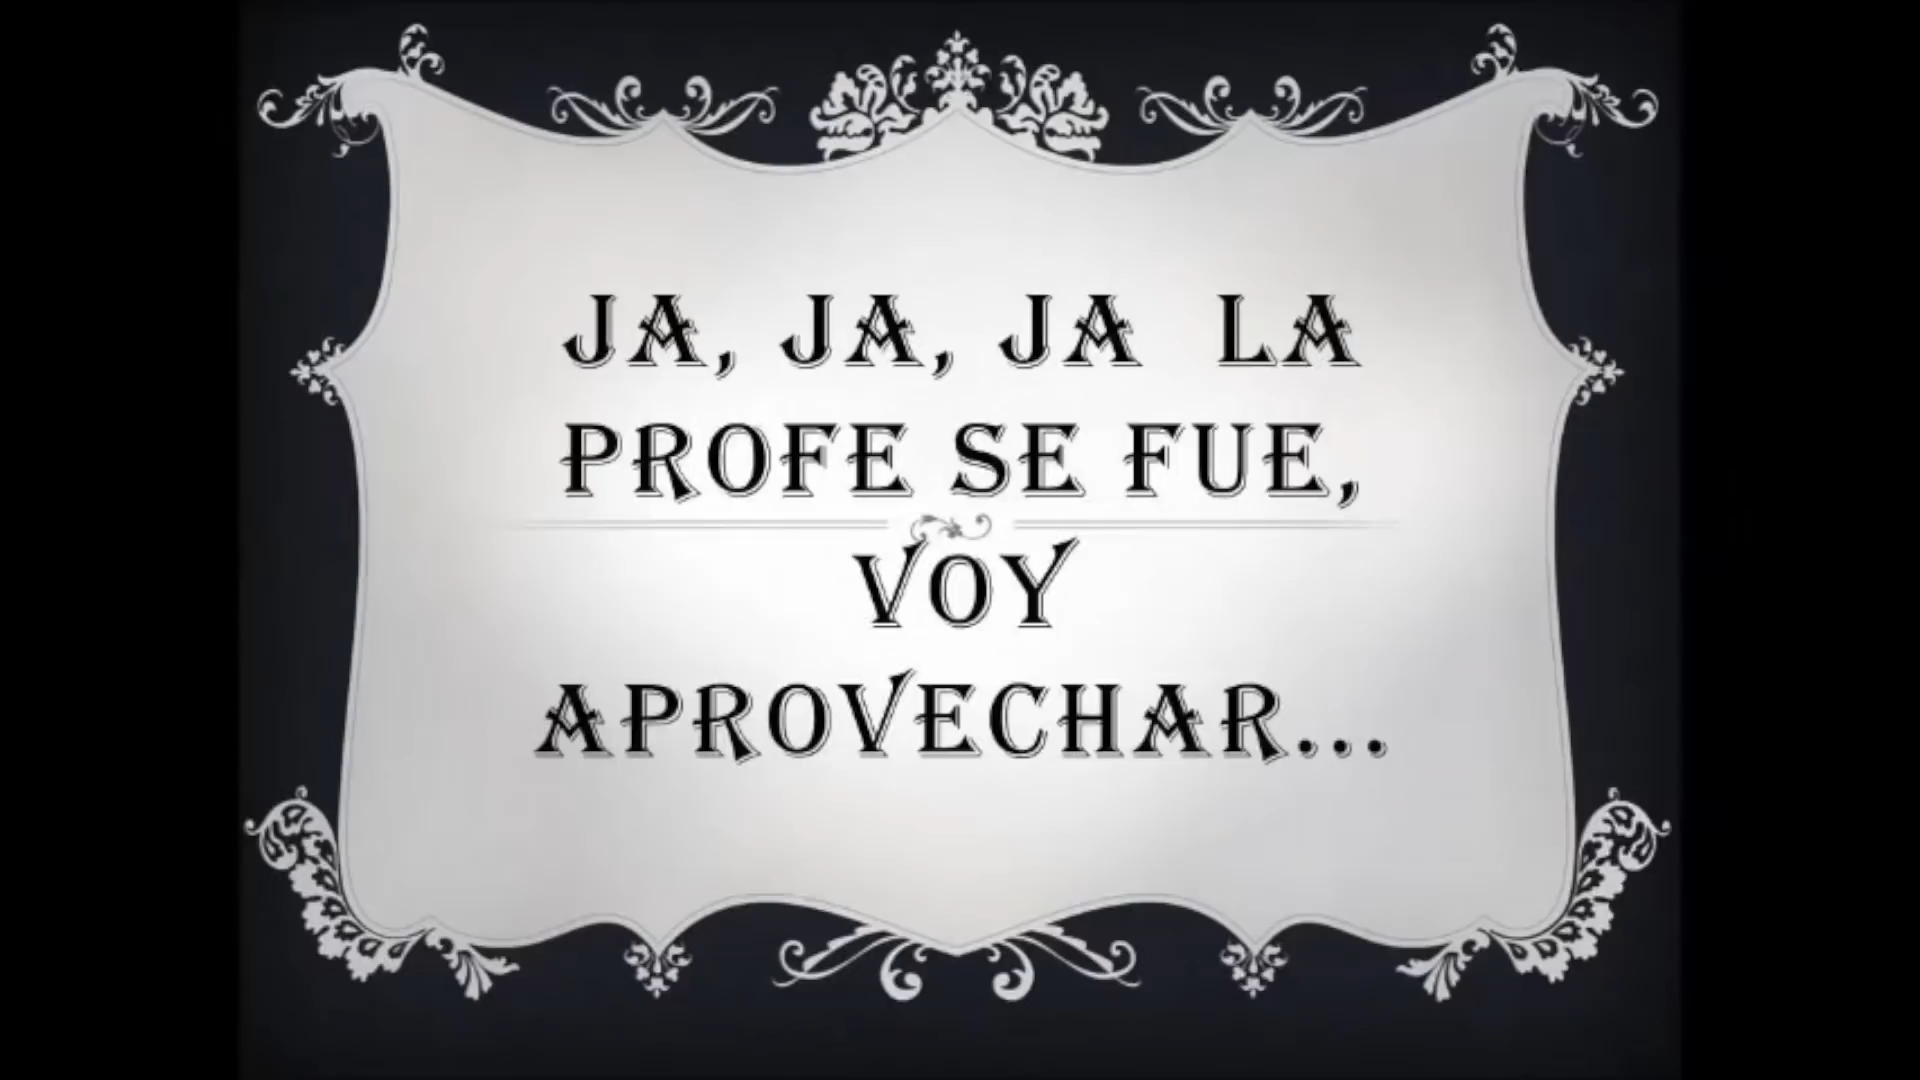 JA, JA, JA LA
PROFE SE FUE,
VOY
APROVECHAR...